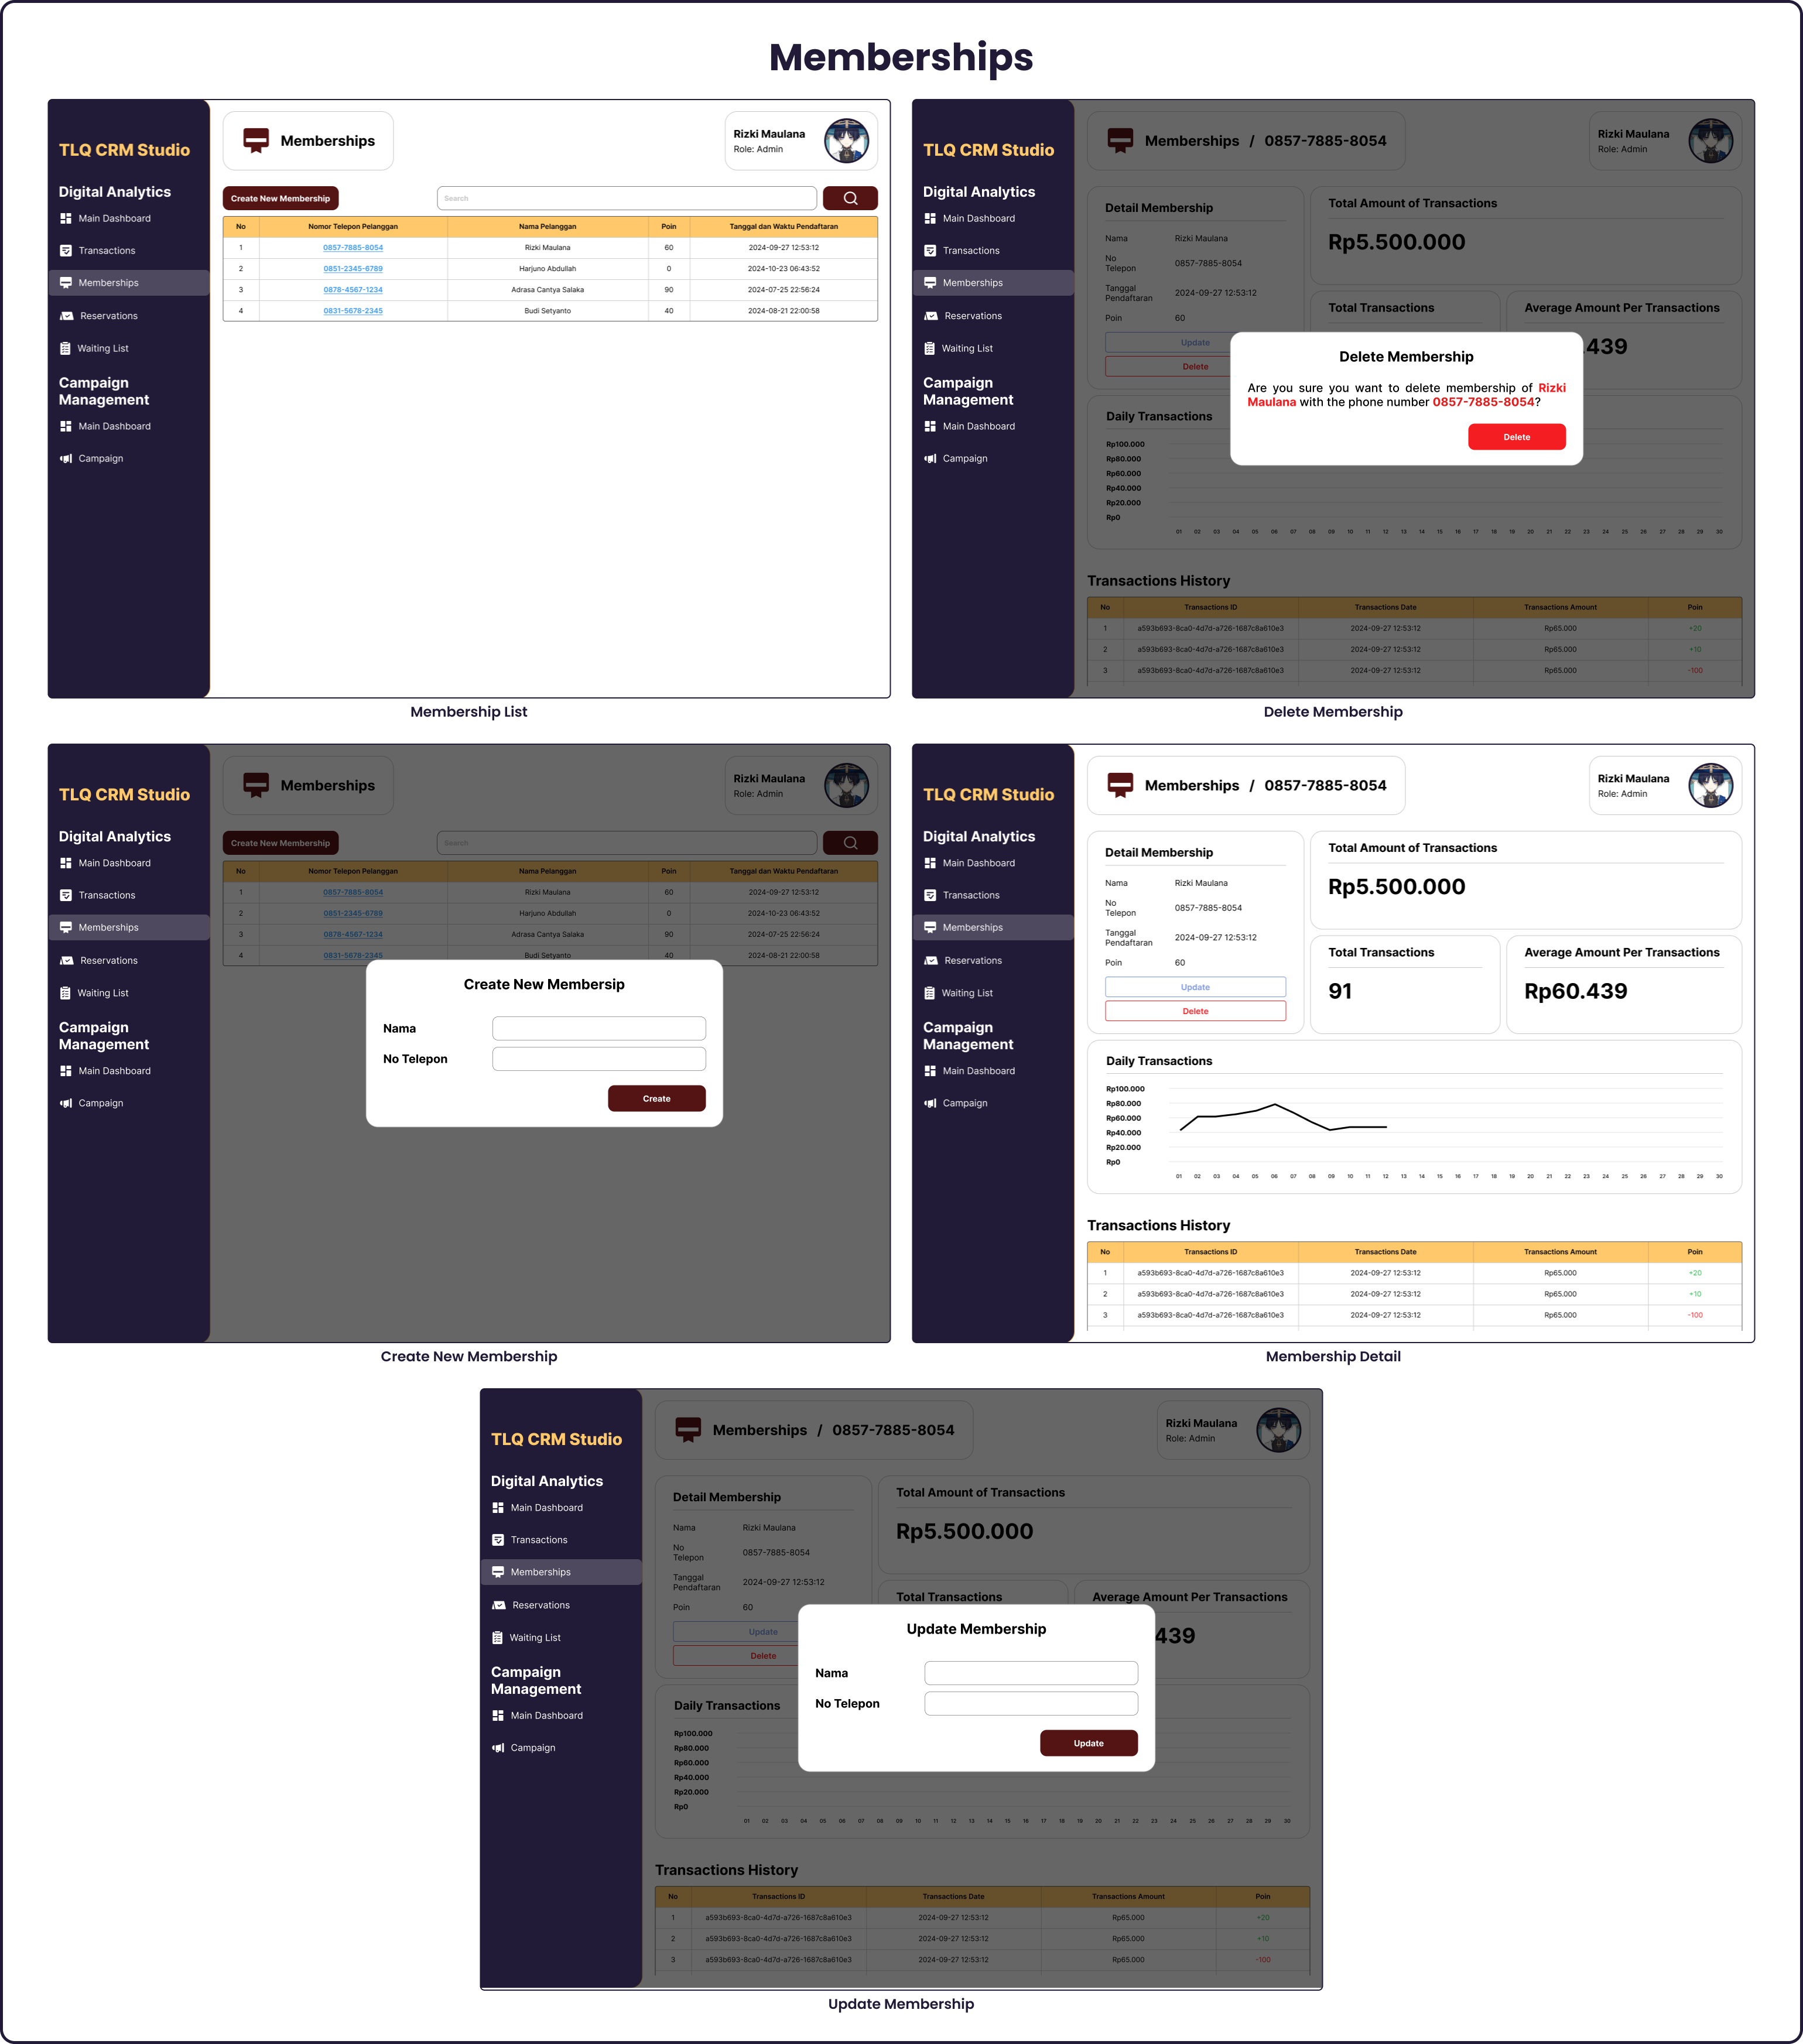 Memberships
TLQ CRM Studio
Digital Analytics
Main Dashboard
Transactions
Memberships
Reservations
Waiting List
Campaign
Management
Main Dashboard
Campaign
Memberships
Rizki Maulana
Role: Admin
Create New Membership
Search
No Nomor Telepon Pelanggan Nama Pelanggan Poin Tanggal dan Waktu Pendaftaran
1 0857-7885-8054 Rizki Maulana 60 2024-09-27 12:53:12
2 0851-2345-6789 Harjuno Abdullah 0 2024-10-23 06:43:52
3 0878-4567-1234 Adrasa Cantya Salaka 90 2024-07-25 22:56:24
4 0831-5678-2345 Budi Setyanto 40 2024-08-21 22:00:58
Membership List
TLQ CRM Studio
Digital Analytics
Main Dashboard
Transactions
Memberships
Reservations
Waiting List
Campaign
Management
Main Dashboard
Campaign
Memberships / 0857-7885-8054
Rizki Maulana
Role: Admin
Detail Membership
Nama Rizki Maulana
No
Telepon 0857-7885-8054
Tanggal
Pendaftaran 2024-09-27 12:53:12
Poin 60
Update
Delete
Total Amount of Transactions
Rp5.500.000
Total Transactions
Average Amount Per Transactions
.439
Delete Membership
Are you sure you want to delete membership of Rizki
Maulana with the phone number 0857-7885-8054?
Delete
Daily Transactions
Rp100.000
Rp80.000
Rp60.000
Rp40.000
Rp20.000
Rp0
01 02 03 04 05 06 07 08 09 10 11 12 13 14 15 16 17 18 19 20 21 22 23 24 25 26 27 28 29 30
Transactions History
No Transactions ID Transactions Date Transactions Amount Poin
1 a593b693-8ca0-4d7d-a726-1687c8a610e3 2024-09-27 12:53:12 Rp65.000 +20
2 a593b693-8ca0-4d7d-a726-1687c8a610e3 2024-09-27 12:53:12 Rp65.000 +10
3 a593b693-8ca0-4d7d-a726-1687c8a610e3 2024-09-27 12:53:12 Rp65.000 -100
Delete Membership
TLQ CRM Studio
Digital Analytics
Main Dashboard
Transactions
Memberships
Reservations
Waiting List
Campaign
Management
Main Dashboard
Campaign
Memberships
Rizki Maulana
Role: Admin
Create New Membership
Search
No Nomor Telepon Pelanggan Nama Pelanggan Poin Tanggal dan Waktu Pendaftaran
1 0857-7885-8054 Rizki Maulana 60 2024-09-27 12:53:12
2 0851-2345-6789 Harjuno Abdullah 0 2024-10-23 06:43:52
3 0878-4567-1234 Adrasa Cantya Salaka 90 2024-07-25 22:56:24
4 0831-5678-2345 Budi Setyanto 40 2024-08-21 22:00:58
Create New Membersip
Nama
No Telepon
Create
Create New Membership
TLQ CRM Studio
Digital Analytics
Main Dashboard
Transactions
Memberships
Reservations
Waiting List
Campaign
Management
Main Dashboard
Campaign
Memberships / 0857-7885-8054
Rizki Maulana
Role: Admin
Detail Membership
Nama Rizki Maulana
No
Telepon 0857-7885-8054
Tanggal
Pendaftaran 2024-09-27 12:53:12
Poin 60
Update
Delete
Total Amount of Transactions
Rp5.500.000
Total Transactions
91
Average Amount Per Transactions
Rp60.439
Daily Transactions
Rp100.000
Rp80.000
Rp60.000
Rp40.000
Rp20.000
Rp0
01 02 03 04 05 06 07 08 09 10 11 12 13 14 15 16 17 18 19 20 21 22 23 24 25 26 27 28 29 30
Transactions History
No Transactions ID Transactions Date Transactions Amount Poin
1 a593b693-8ca0-4d7d-a726-1687c8a610e3 2024-09-27 12:53:12 Rp65.000 +20
2 a593b693-8ca0-4d7d-a726-1687c8a610e3 2024-09-27 12:53:12 Rp65.000 +10
3 a593b693-8ca0-4d7d-a726-1687c8a610e3 2024-09-27 12:53:12 Rp65.000 -100
Membership Detail
TLQ CRM Studio
Digital Analytics
Main Dashboard
Transactions
Memberships
Reservations
Waiting List
Campaign
Management
Main Dashboard
Campaign
Memberships / 0857-7885-8054
Rizki Maulana
Role: Admin
Detail Membership
Nama Rizki Maulana
No
Telepon 0857-7885-8054
Tanggal
Pendaftaran 2024-09-27 12:53:12
Poin 60
Update
Delete
Total Amount of Transactions
Rp5.500.000
Total Transactions
Average Amount Per Transactions
439
Update Membership
Nama
No Telepon
Update
Daily Transactions
Rp100.000
Rp80.000
Rp60.000
Rp40.000
Rp20.000
Rp0
01 02 03 04 05 06 07 08 09 10 11 12 13 14 15 16 17 18 19 20 21 22 23 24 25 26 27 28 29 30
Transactions History
No Transactions ID Transactions Date Transactions Amount Poin
1 a593b693-8ca0-4d7d-a726-1687c8a610e3 2024-09-27 12:53:12 Rp65.000 +20
2 a593b693-8ca0-4d7d-a726-1687c8a610e3 2024-09-27 12:53:12 Rp65.000 +10
3 a593b693-8ca0-4d7d-a726-1687c8a610e3 2024-09-27 12:53:12 Rp65.000 -100
Update Membership